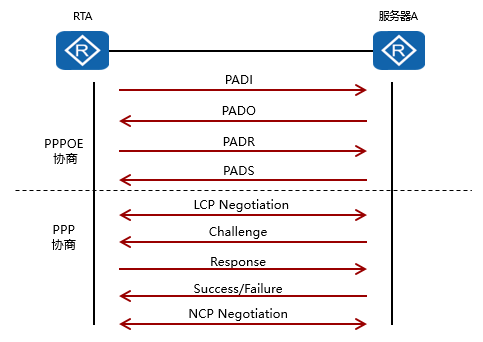 RTA
服务器A
R
R
PADI
PADO
PADR
PADS
PPPOE
协商
LCP Negotiation
Challenge
Response
Success/Failure
NCP Negotiation
PPP
协商